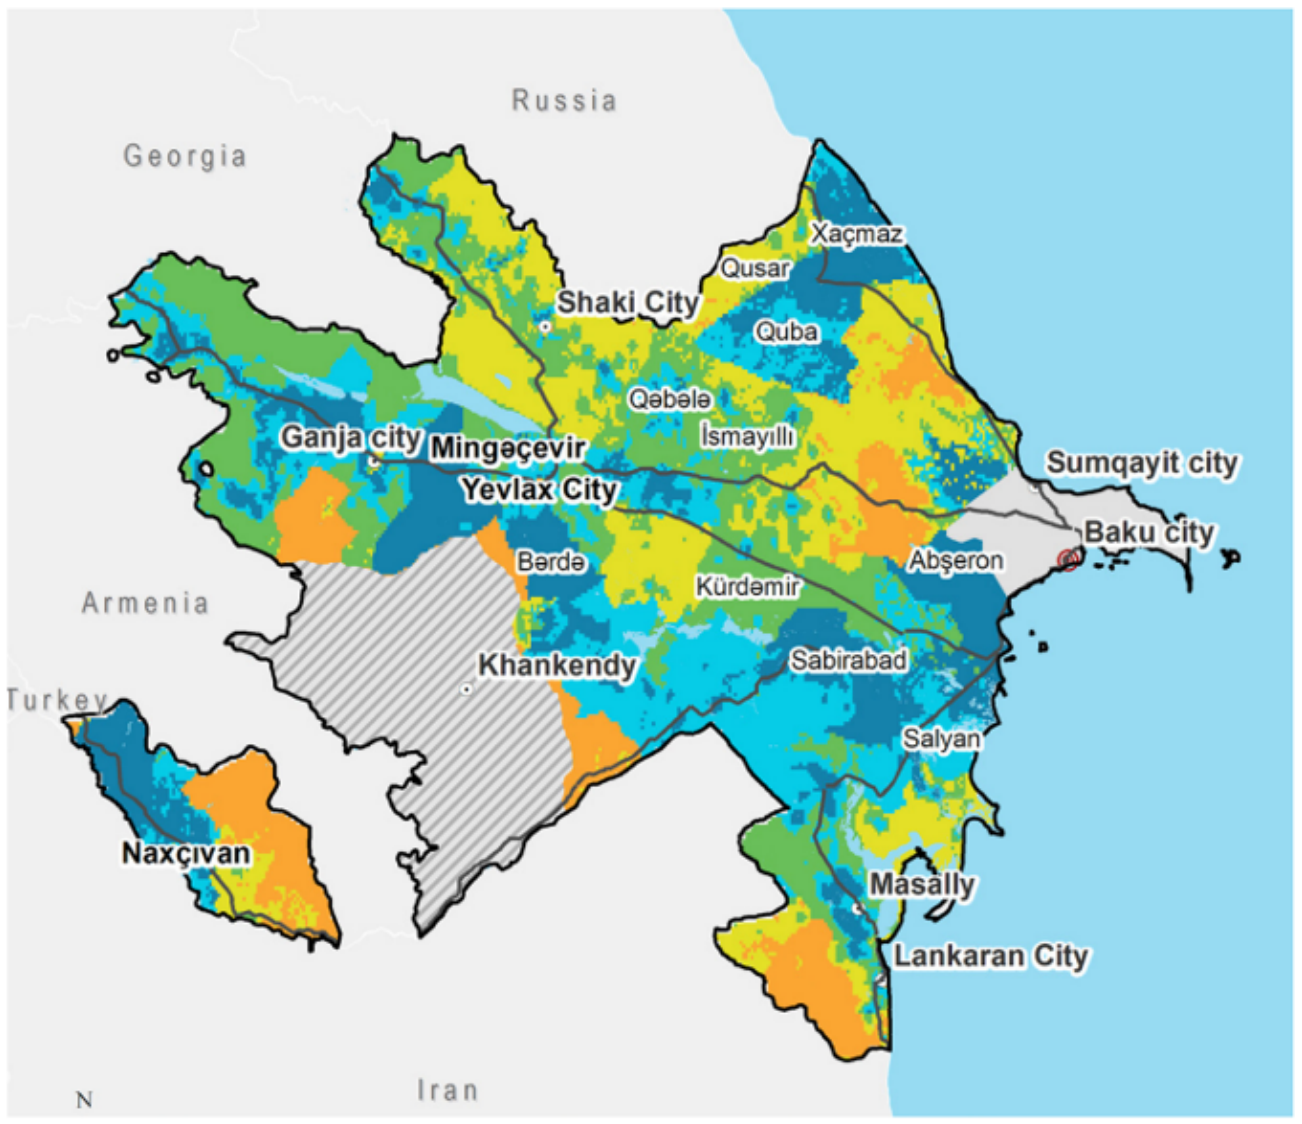 Russia
Georgia
Xaçmaz
Qusar
Shaki City
Quba
Qəbələ
İsmayıllı
Ganja city
Mingəçevir
Sumqayit city
Yevlax City
Baku city
Bərdə
Abşeron
Kürdəmir
Armenia
Khankendy
Sabirabad
Turkey
Salyan
Naxçıvan
Masally
Lankaran City
Iran
N